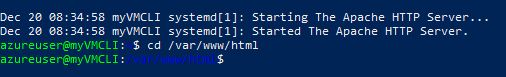 Dec 20 08:34:58 myVMCLI systemd[1]: Starting The Apache HTTP Server...
Dec 20 08:34:58 myVMCLI systemd[1]: Started The Apache HTTP Server.
azureuser@myVMCLI:~$ cd /var/www/html
azureuser@myVMCLI:/var/www/html$